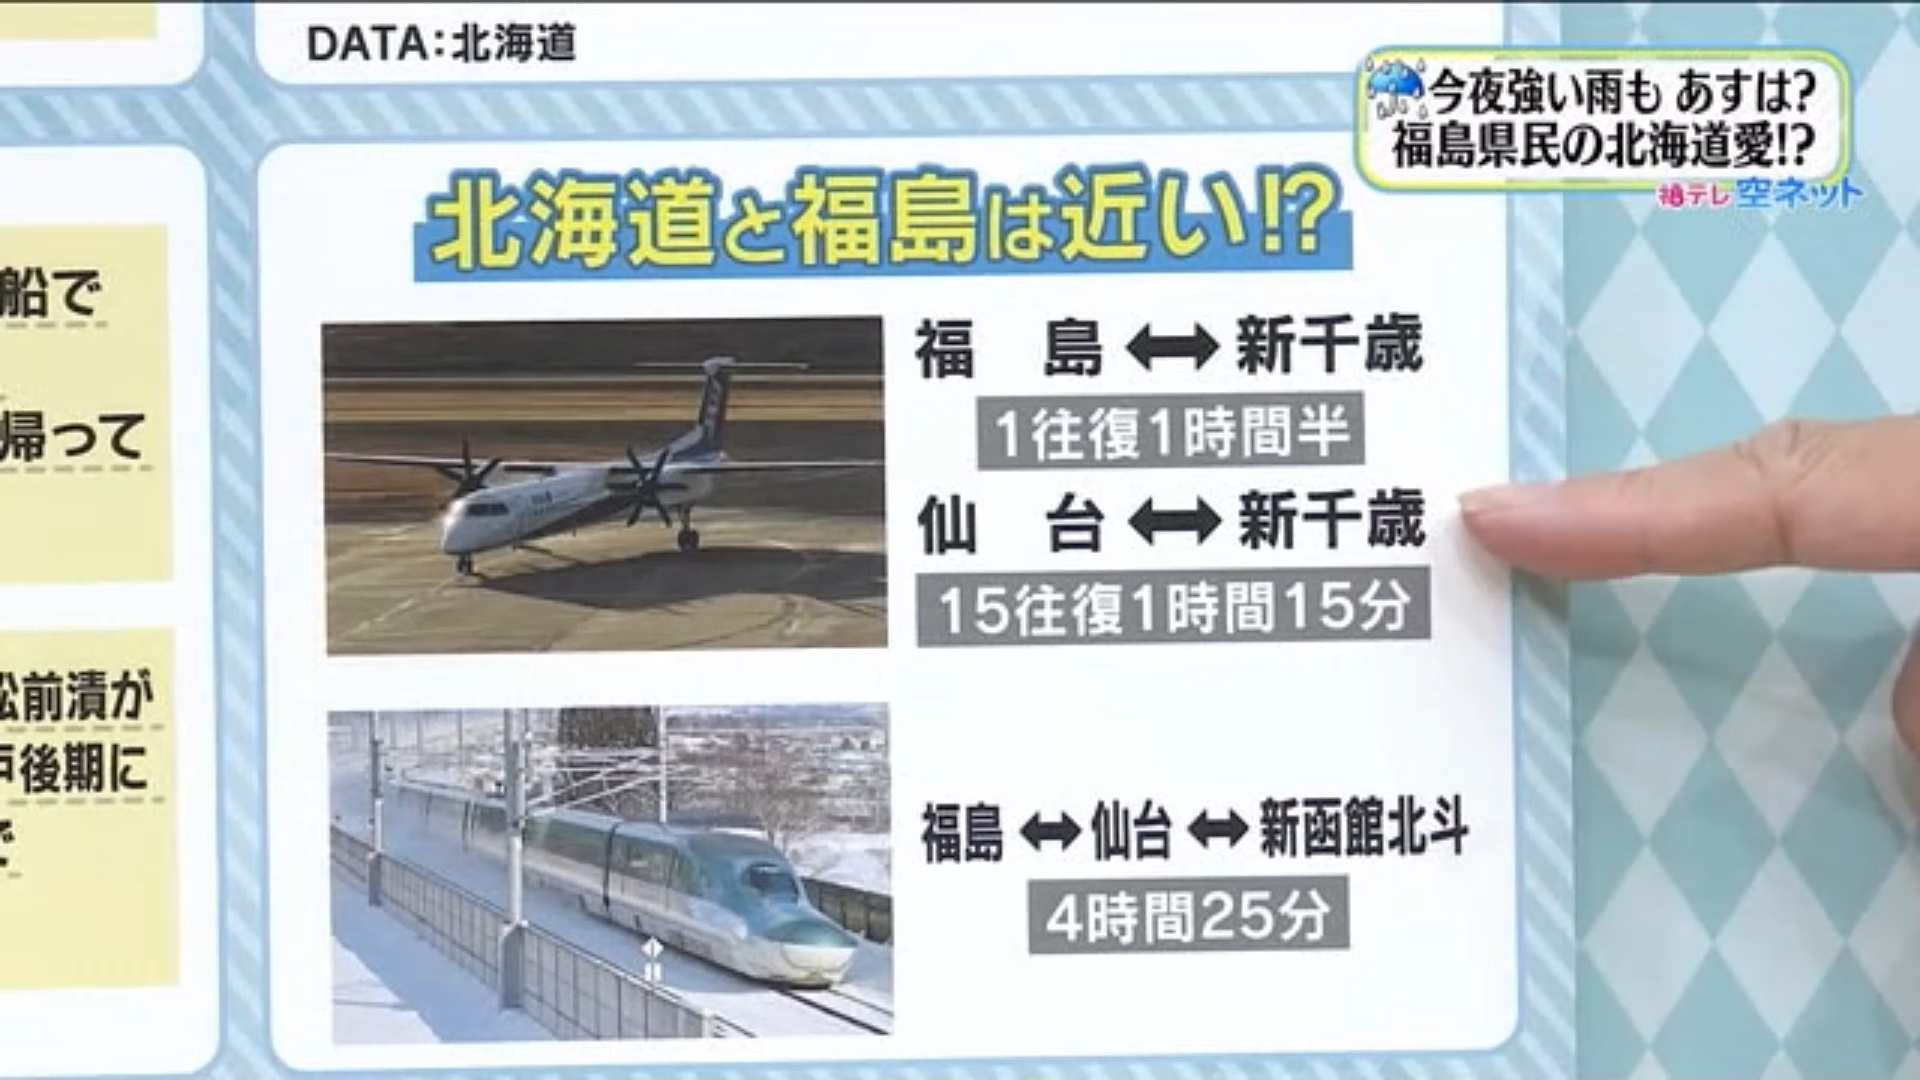 DATA:北海道
今夜強い雨も あすは?
福島県民の北海道愛!?
福テレ 空ネット
船で
帰って
松前漬が
戸後期に
で
北海道と福島は近い!?
福 島 ↔ 新千歳
1往復1時間半
仙 台 ↔ 新千歳
15往復1時間15分
福島 ↔ 仙台 ↔ 新函館北斗
4時間25分